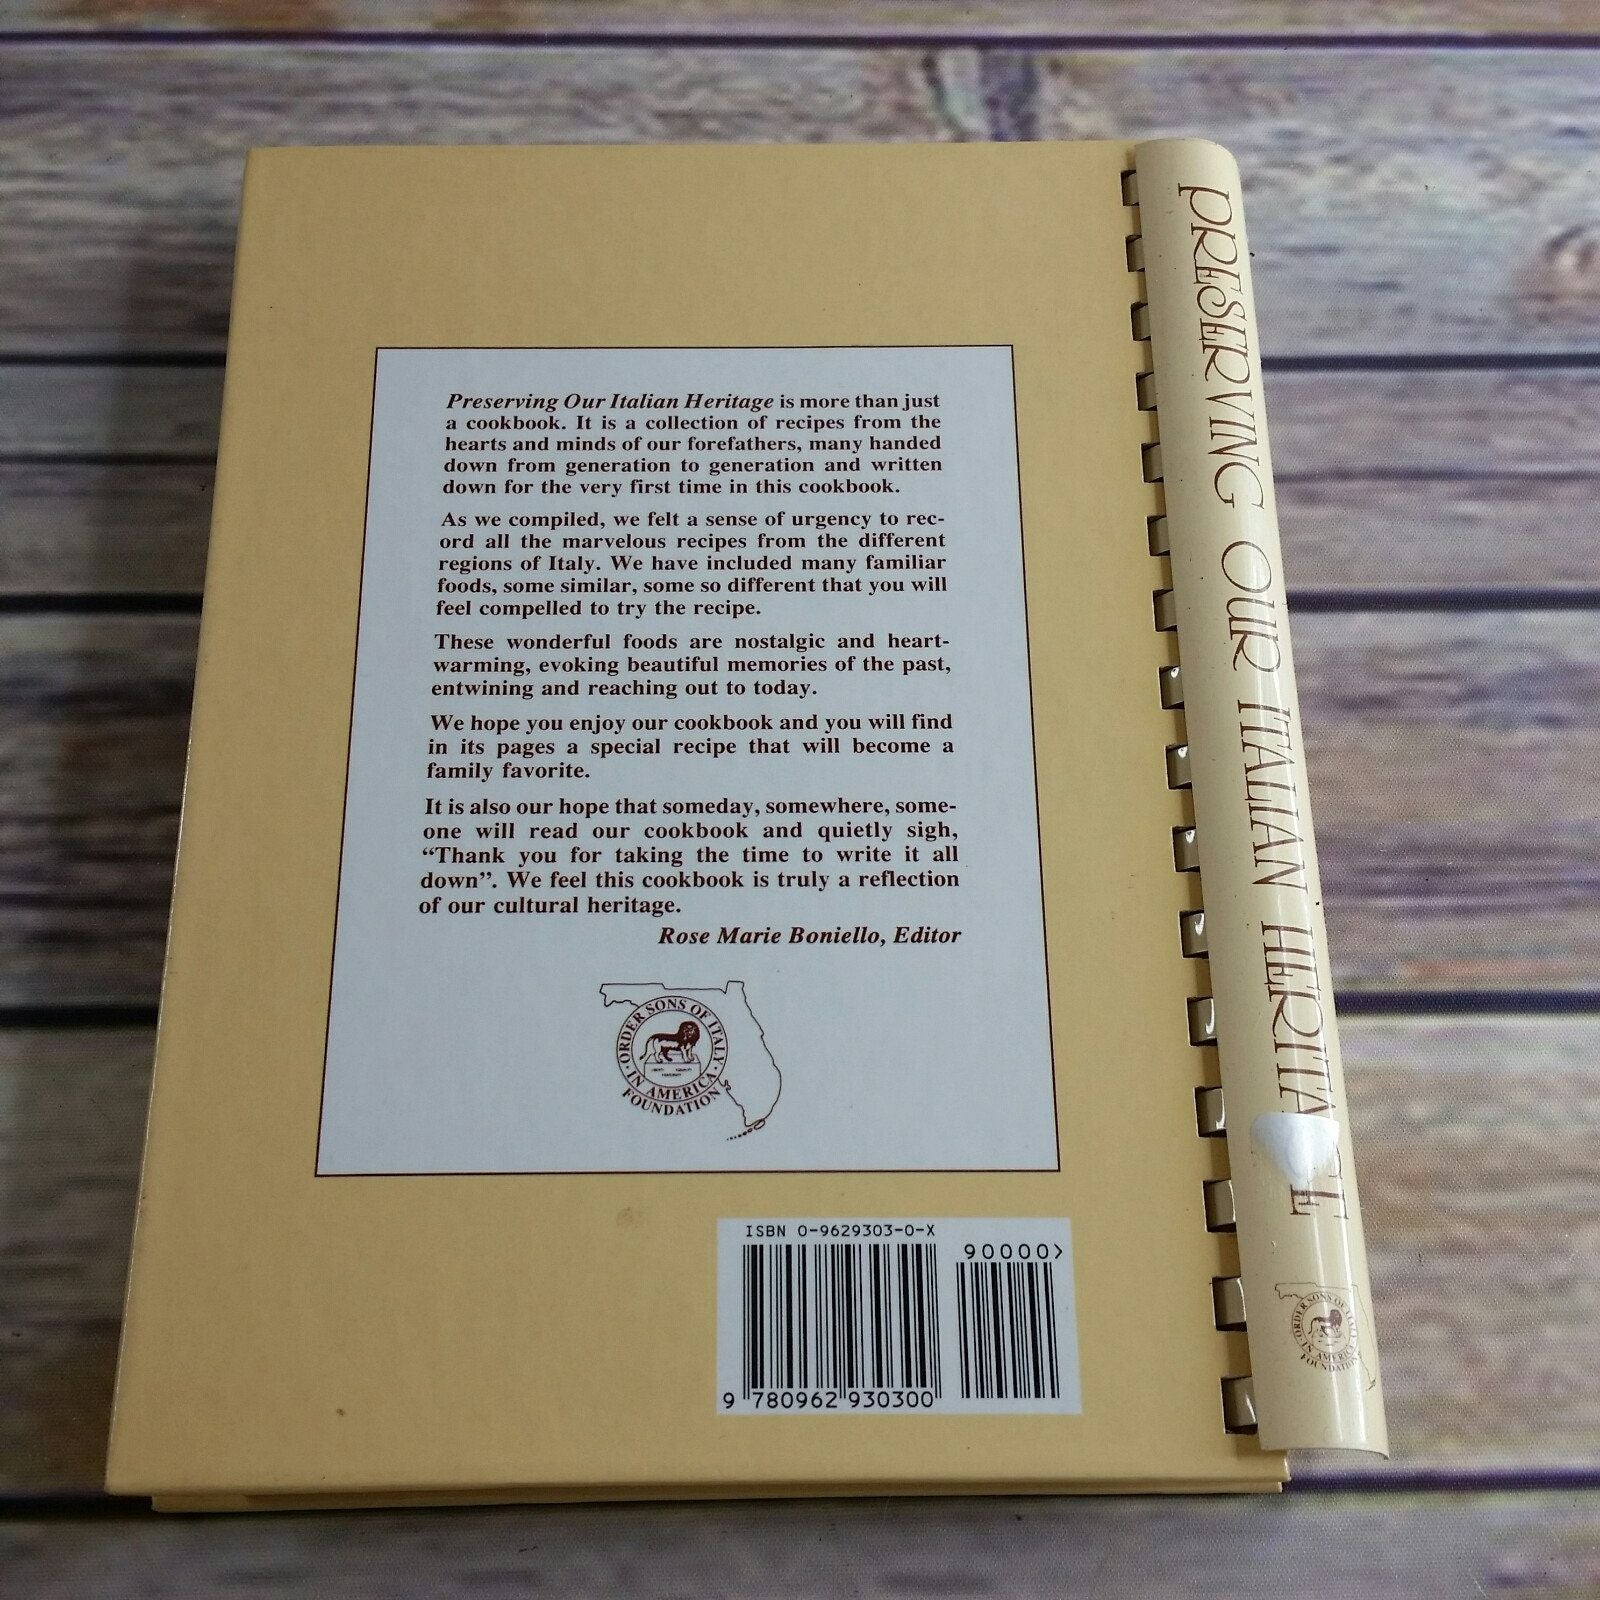 Preserving Our Italian Heritage is more than just
a cookbook. It is a collection of recipes from the
hearts and minds of our forefathers, many handed
down from generation to generation and written
down for the very first time in this cookbook.
As we compiled, we felt a sense of urgency to rec-
ord all the marvelous recipes from the different
regions of Italy. We have included many familiar
foods, some similar, some so different that you will
feel compelled to try the recipe.
These wonderful foods are nostalgic and heart-
warming, evoking beautiful memories of the past,
entwining and reaching out to today.
We hope you enjoy our cookbook and you will find
in its pages a special recipe that will become a
family favorite.
It is also our hope that someday, somewhere, some-
one will read our cookbook and quietly sigh,
“Thank you for taking the time to write it all
down”. We feel this cookbook is truly a reflection
of our cultural heritage.
Rose Marie Boniello, Editor
ORDER SONS OF ITALY
· IN AMERICA ·
FOUNDATION
ISBN 0-9629303-0-X
90000>
9 780962 930300
PRESERVING OUR ITALIAN HERITAGE
ORDER SONS OF ITALY
· IN AMERICA ·
FOUNDATION